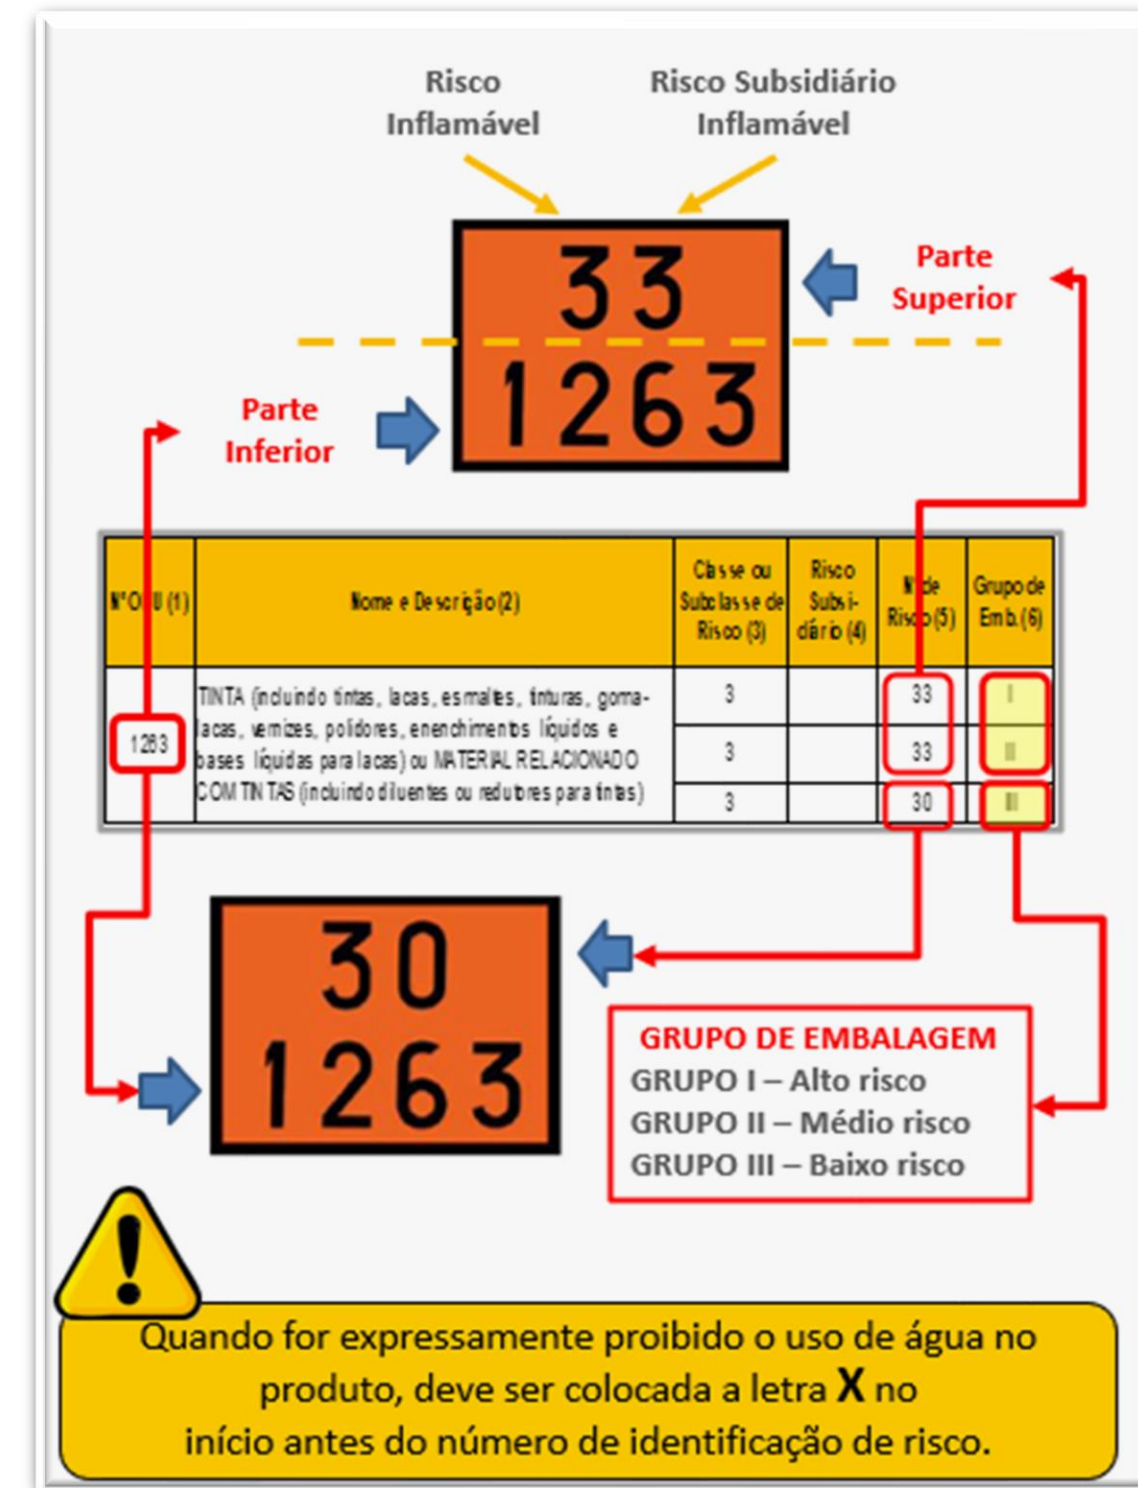 Risco
Inflamável
Risco Subsidiário
Inflamável
33
1263
Parte
Superior
Parte
Inferior
Nome e Descrição (2)
Classe ou
Subclasse de
Risco (3)
Risco
Subsi-
diário (4)
Grupo de
Emb. (6)
1263
TINTA (incluindo tintas, lacas, esmaltes, tinturas, goma-
lacas, vernizes, polidores, enenchimentos líquidos e
bases líquidas para lacas) ou MATERIAL RELACIONADO
COM TINTAS (incluindo diluentes ou redutores para tintas)
3 33 I
3 33 II
3 30 III
30
1263
GRUPO DE EMBALAGEM
GRUPO I – Alto risco
GRUPO II – Médio risco
GRUPO III – Baixo risco
Quando for expressamente proibido o uso de água no
produto, deve ser colocada a letra X no
início antes do número de identificação de risco.